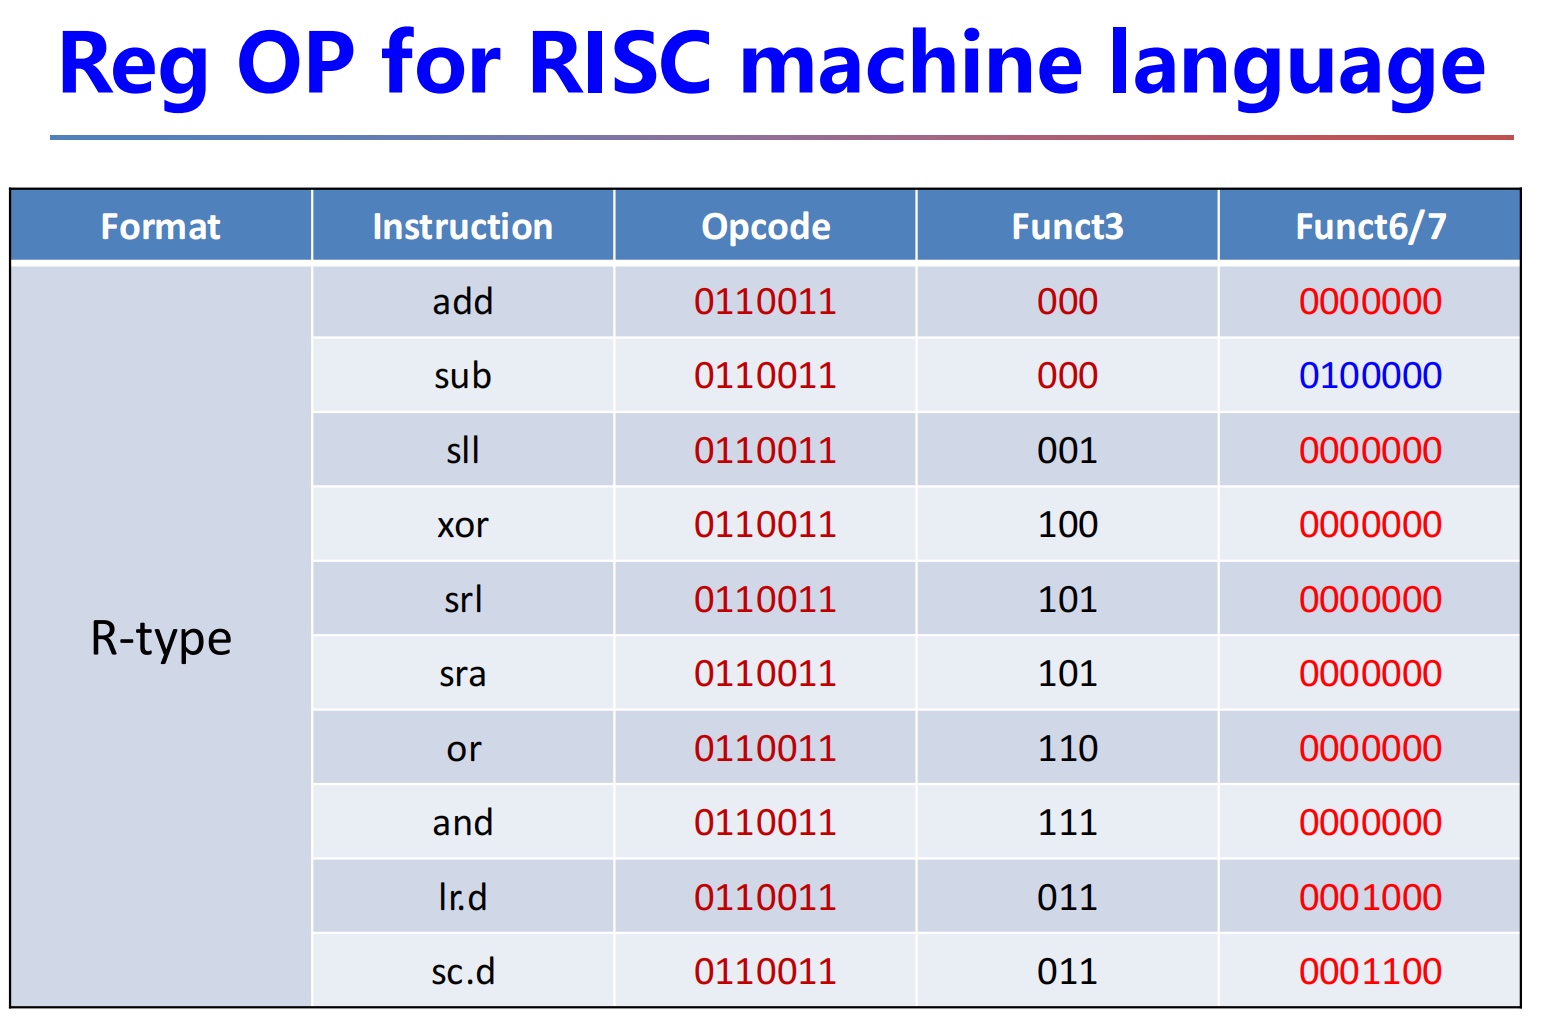 Reg OP for RISC machine language
Format Instruction Opcode Funct3 Funct6/7
R-type
add 0110011 000 0000000
sub 0110011 000 0100000
sll 0110011 001 0000000
xor 0110011 100 0000000
srl 0110011 101 0000000
sra 0110011 101 0000000
or 0110011 110 0000000
and 0110011 111 0000000
lr.d 0110011 011 0001000
sc.d 0110011 011 0001100